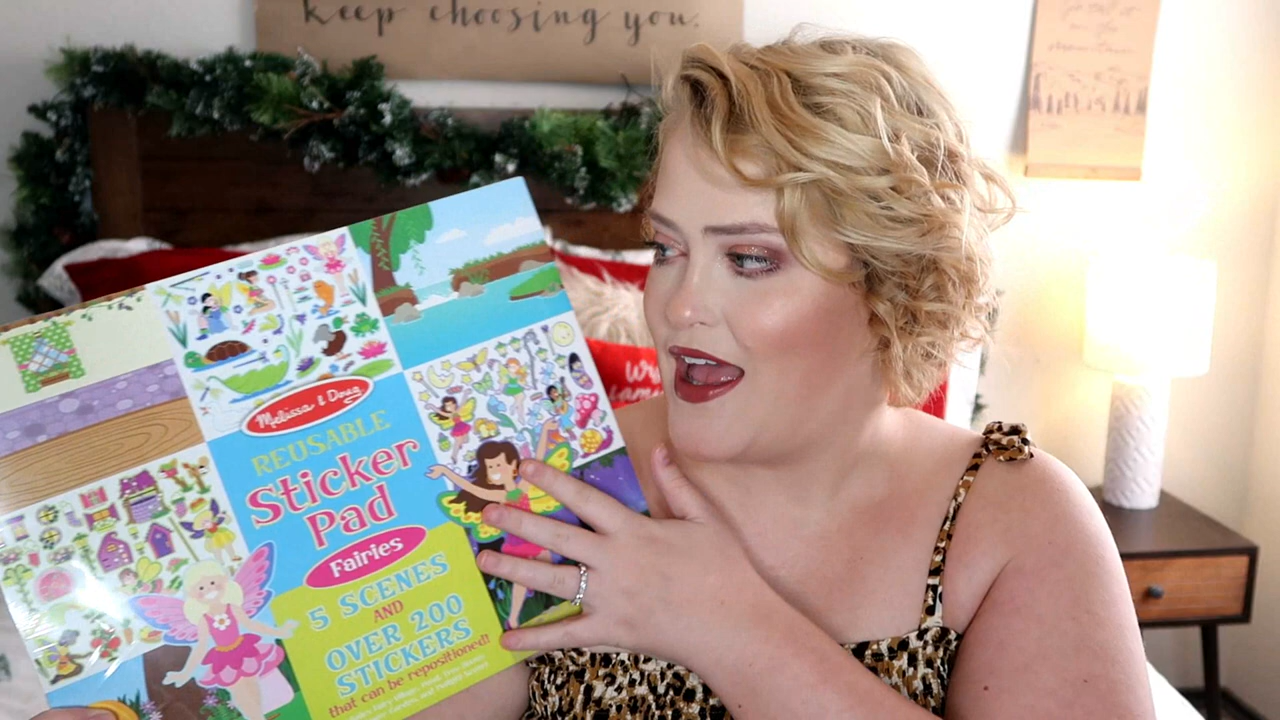 keep choosing you.
Melissa & Doug
REUSABLE
Sticker
Pad
Fairies
5 SCENES
AND
OVER 200
STICKERS
that can be repositioned!